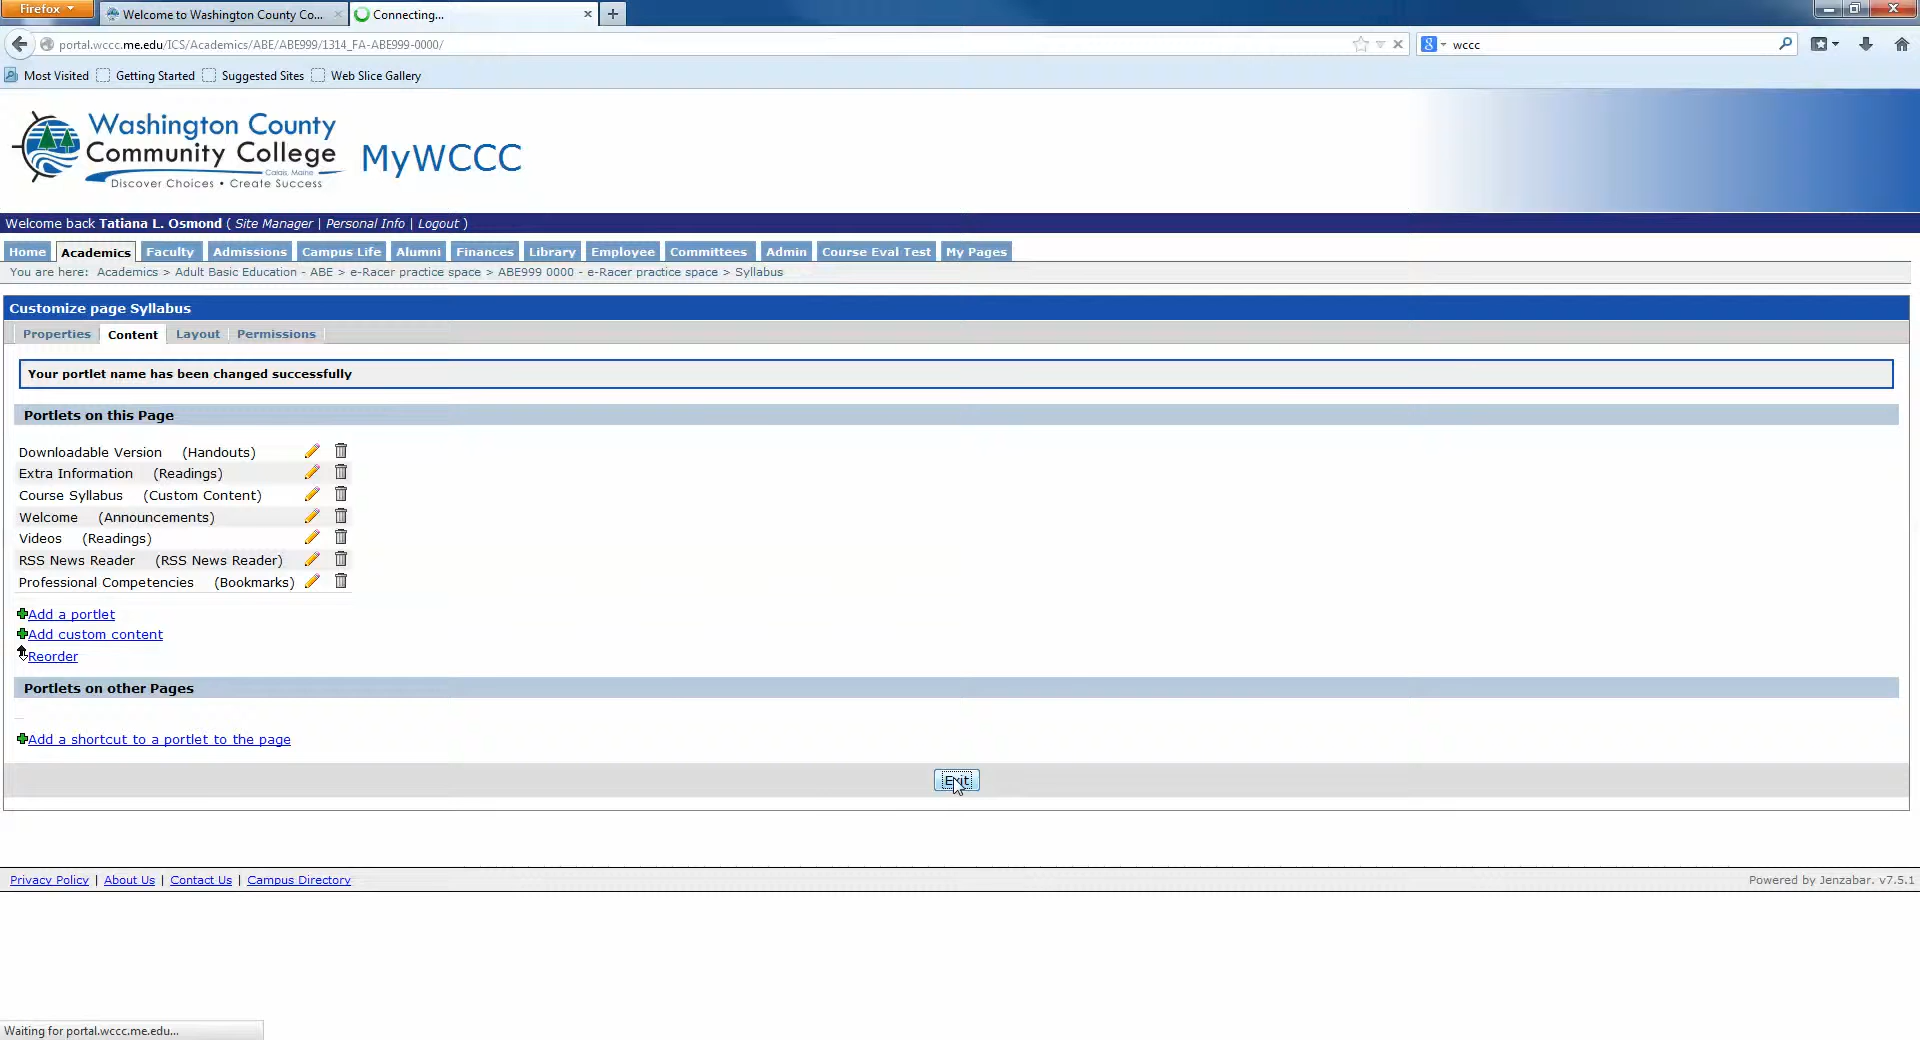 Firefox
Welcome to Washington County Co...
Connecting...
portal.wccc.me.edu/ICS/Academics/ABE/ABE999/1314_FA-ABE999-0000/
wccc
Most Visited Getting Started Suggested Sites Web Slice Gallery
Washington County
Community College
Calais, Maine
Discover Choices • Create Success
MyWCCC
Welcome back Tatiana L. Osmond ( Site Manager | Personal Info | Logout )
Home Academics Faculty Admissions Campus Life Alumni Finances Library Employee Committees Admin Course Eval Test My Pages
You are here: Academics > Adult Basic Education - ABE > e-Racer practice space > ABE999 0000 - e-Racer practice space > Syllabus
Customize page Syllabus
Properties Content Layout Permissions
Your portlet name has been changed successfully
Portlets on this Page
Downloadable Version (Handouts)
Extra Information (Readings)
Course Syllabus (Custom Content)
Welcome (Announcements)
Videos (Readings)
RSS News Reader (RSS News Reader)
Professional Competencies (Bookmarks)
Add a portlet
Add custom content
Reorder
Portlets on other Pages
Add a shortcut to a portlet to the page
Exit
Privacy Policy | About Us | Contact Us | Campus Directory
Powered by Jenzabar. v7.5.1
Waiting for portal.wccc.me.edu...